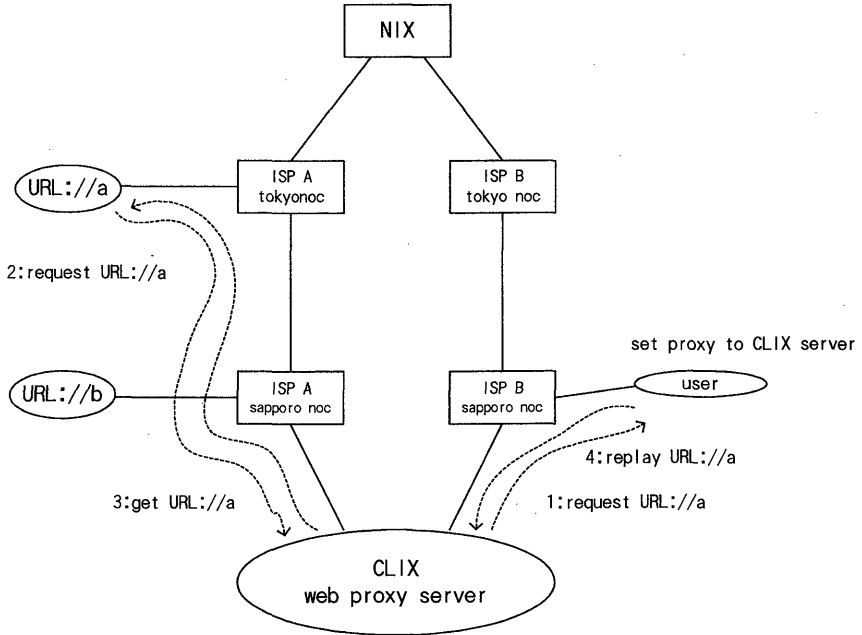 NIX
ISP A
tokyonoc
ISP B
tokyo noc
URL://a
2:request URL://a
set proxy to CLIX server
URL://b
ISP A
sapporo noc
ISP B
sapporo noc
user
4:replay URL://a
3:get URL://a
1:request URL://a
CLIX
web proxy server